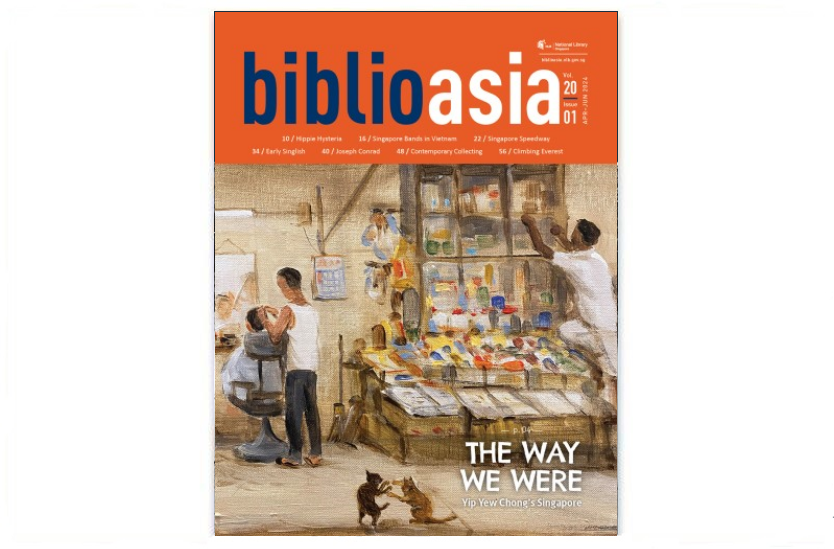 National Library
Singapore
biblioasia.nlb.gov.sg
biblioasia
Vol.
20
Issue
01
APR–JUN 2024
10 / Hippie Hysteria 16 / Singapore Bands in Vietnam 22 / Singapore Speedway
34 / Early Singlish 40 / Joseph Conrad 48 / Contemporary Collecting 56 / Climbing Everest
THE WAY
WE WERE
Yip Yew Chong's Singapore